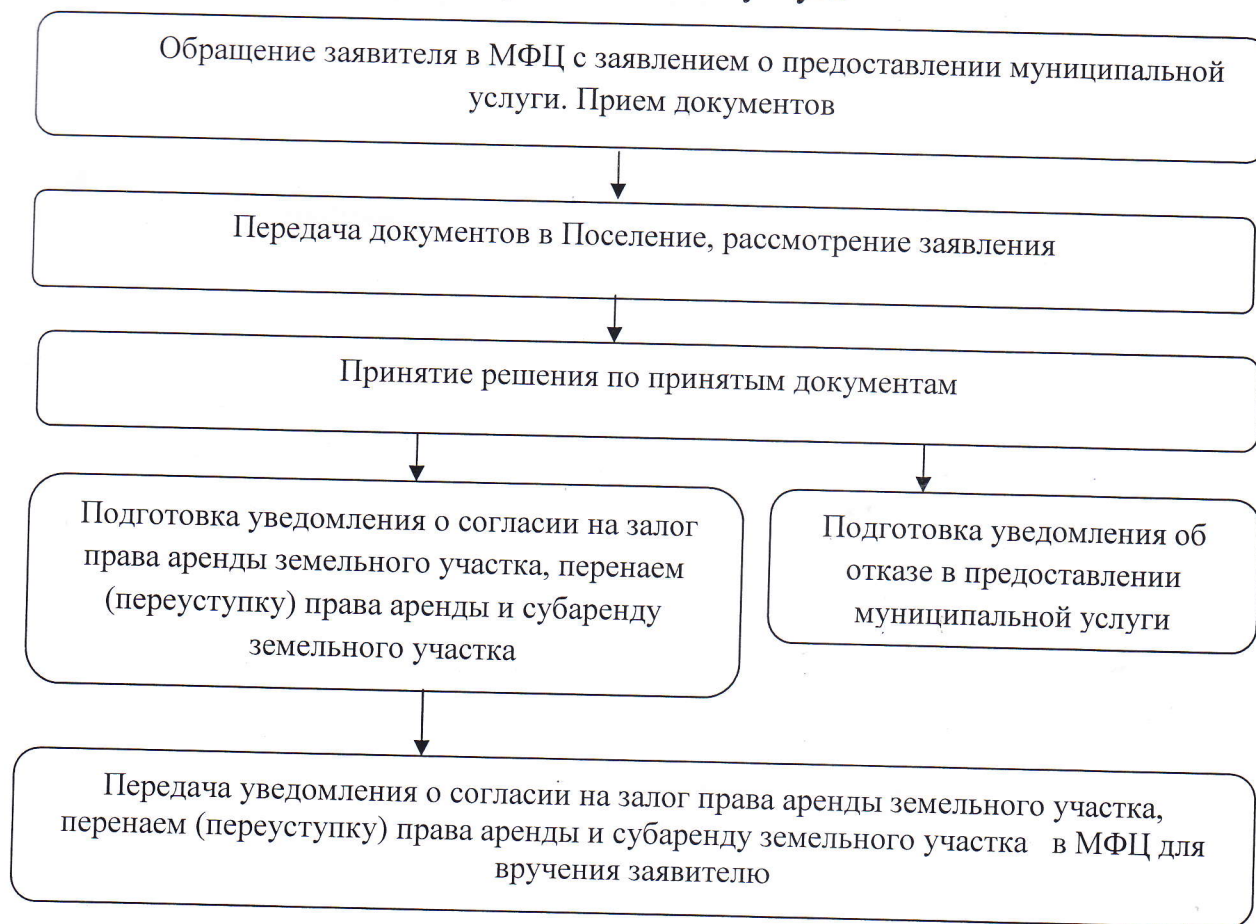 Обращение заявителя в МФЦ с заявлением о предоставлении муниципальной
услуги. Прием документов
Передача документов в Поселение, рассмотрение заявления
Принятие решения по принятым документам
Подготовка уведомления о согласии на залог
права аренды земельного участка, перенаем
(переуступку) права аренды и субаренду
земельного участка
Подготовка уведомления об
отказе в предоставлении
муниципальной услуги
Передача уведомления о согласии на залог права аренды земельного участка,
перенаем (переуступку) права аренды и субаренду земельного участка в МФЦ для
вручения заявителю